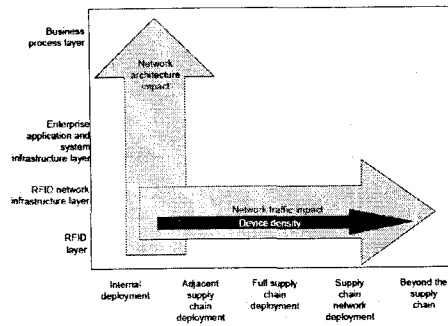 Business
process layer
Network
architecture
impact
Enterprise
application and
system
infrastructure layer
RFID network
infrastructure layer
Network traffic impact
Device density
RFID
layer
Internal
deployment
Adjacent
supply
chain
deployment
Full supply
chain
deployment
Supply
chain
network
deployment
Beyond the
supply
chain